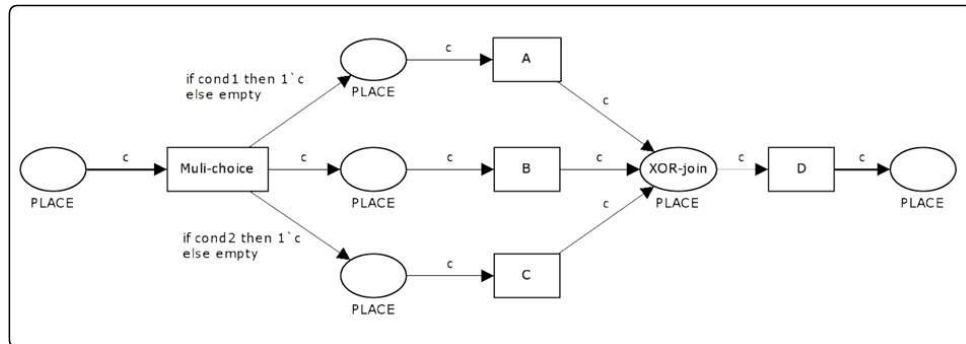 c
A
if cond1 then 1`c
else empty
PLACE
c
c
Muli-choice
c
c
B
c
XOR-join
c
D
c
PLACE
PLACE
PLACE
PLACE
c
if cond2 then 1`c
else empty
c
C
PLACE